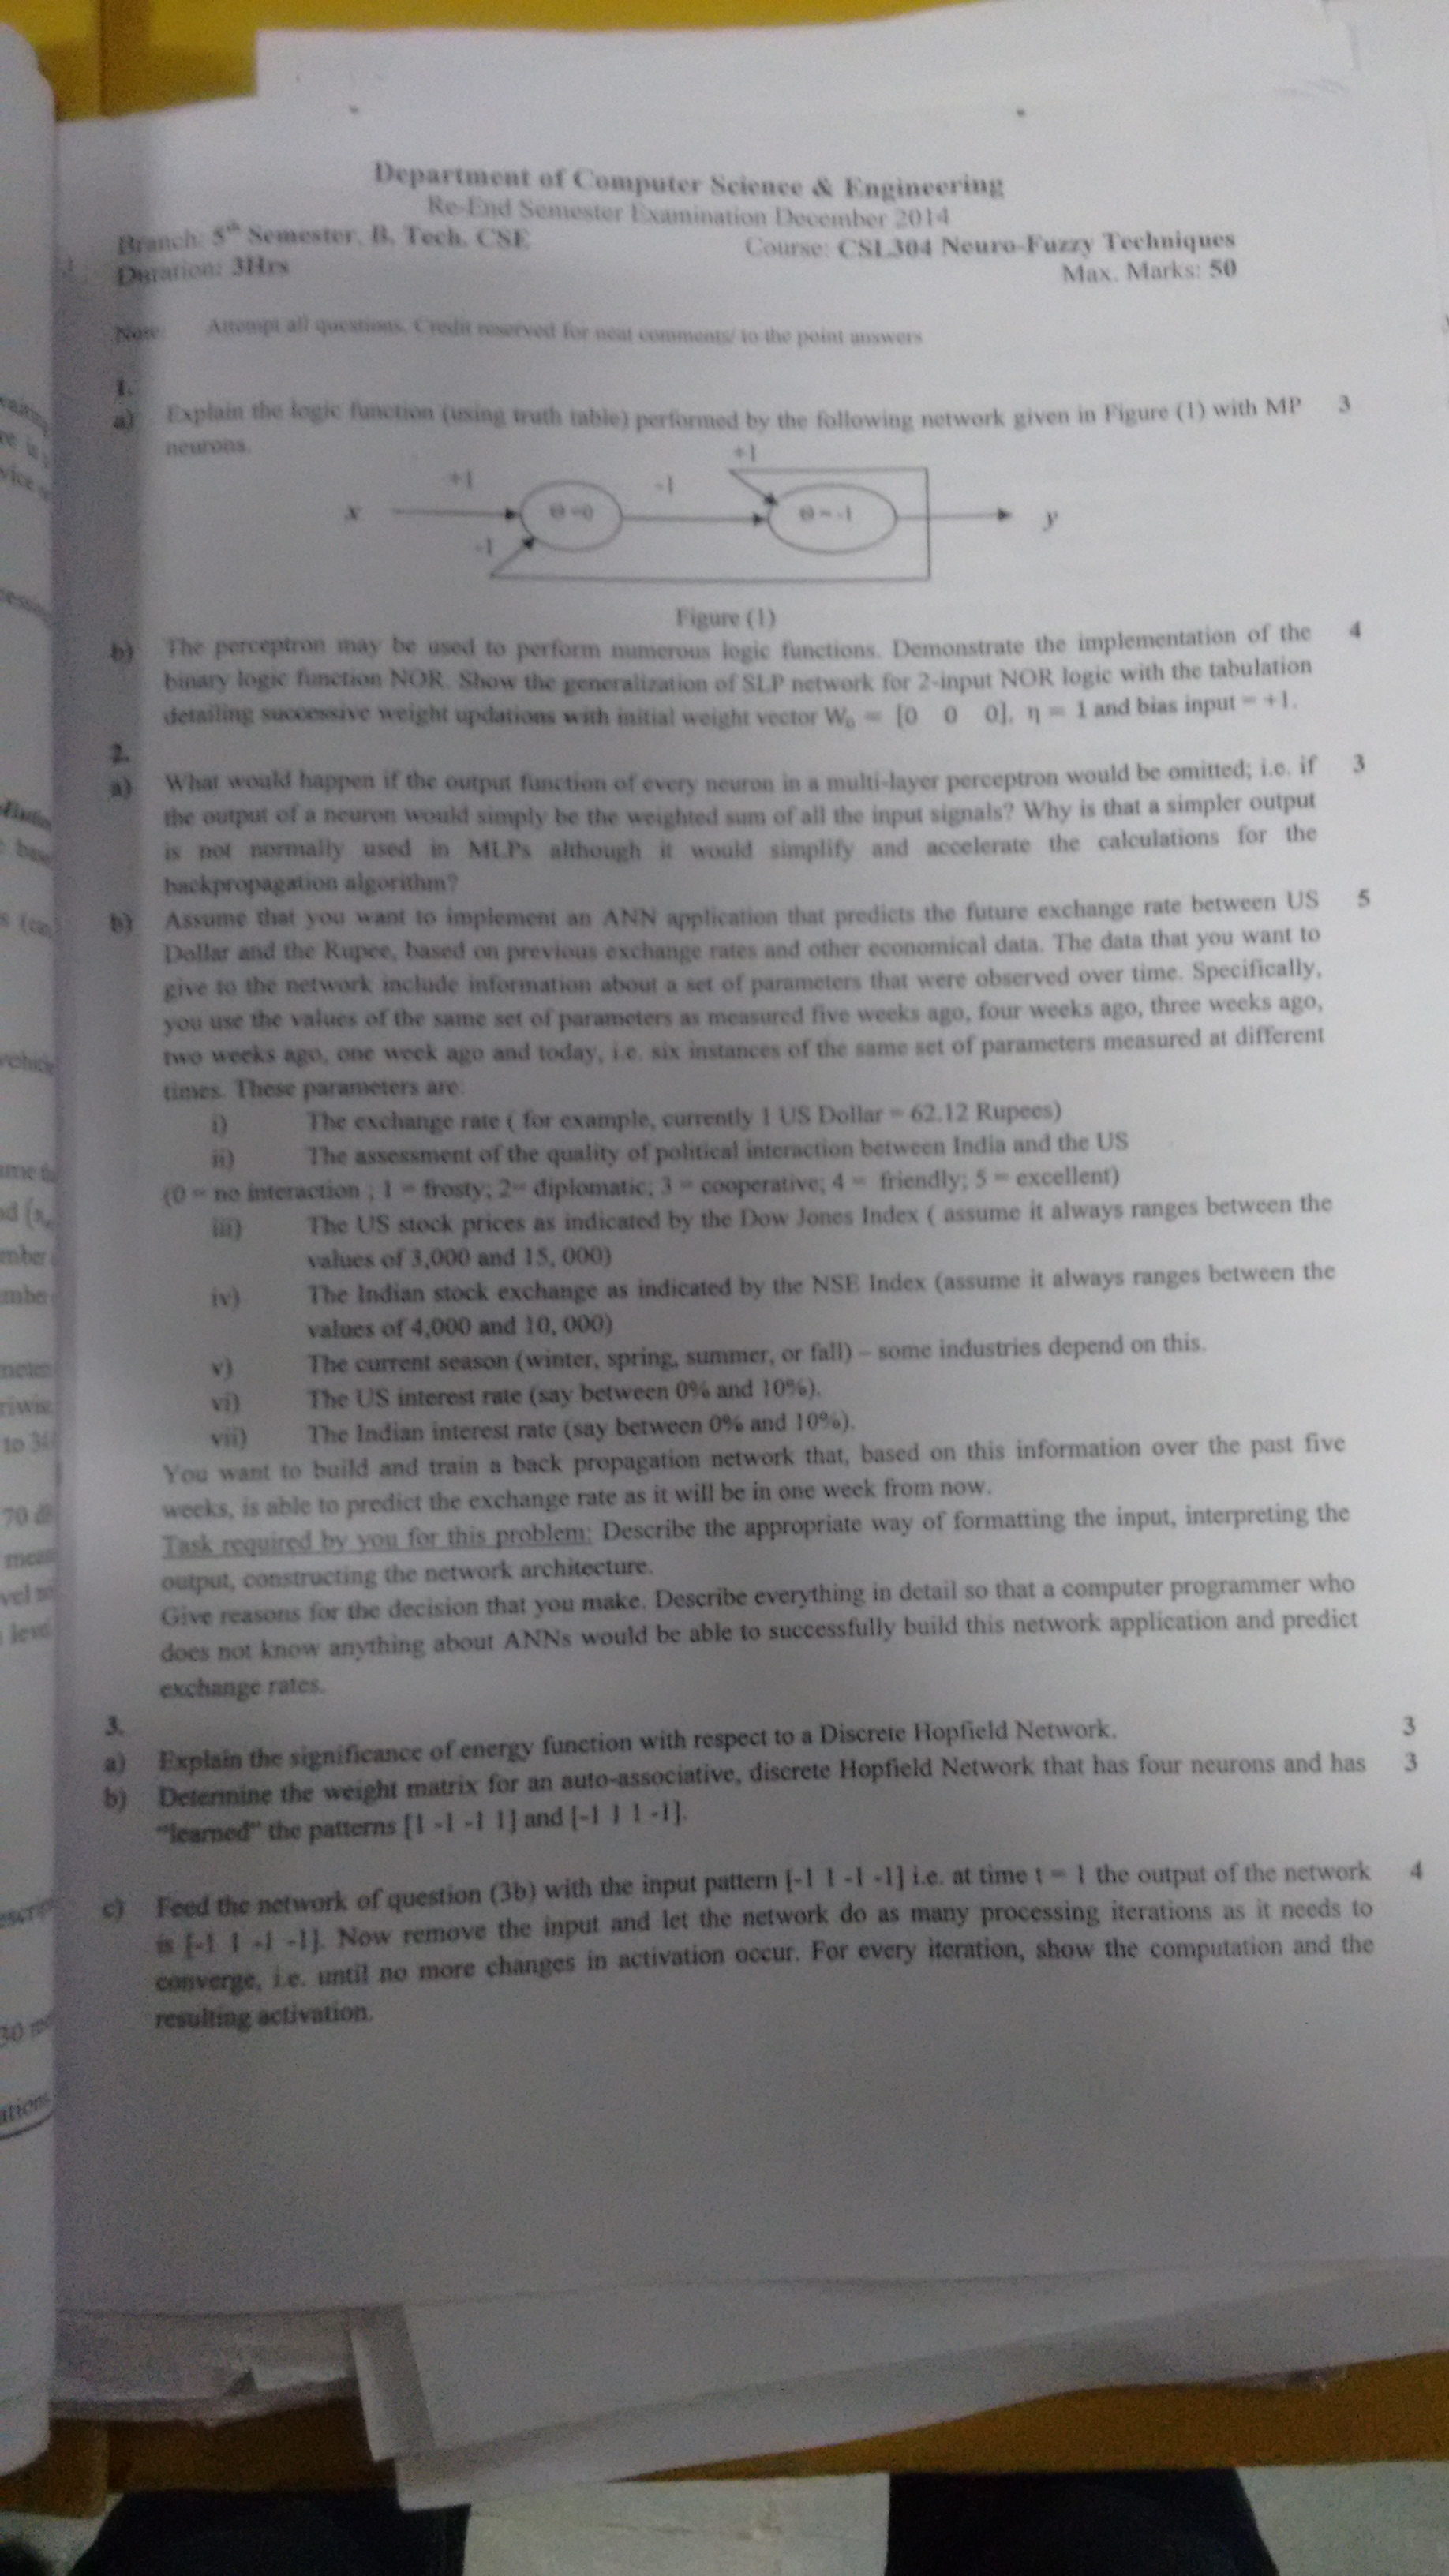 Department of Computer Science & Engineering
Re-End Semester Examination December 2014
Branch: 5th Semester, B. Tech. CSE Course: CSL304 Neuro-Fuzzy Techniques
Duration: 3Hrs Max. Marks: 50
Note: Attempt all questions. Credit reserved for neat comments/ to the point answers
1.
a) Explain the logic function (using truth table) performed by the following network given in Figure (1) with MP 3
neurons.
+1
+1 -1
x Θ=0 Θ=-1 y
-1
Figure (1)
b) The perceptron may be used to perform numerous logic functions. Demonstrate the implementation of the 4
binary logic function NOR. Show the generalization of SLP network for 2-input NOR logic with the tabulation
detailing successive weight updations with initial weight vector W0 = [0 0 0], η = 1 and bias input = +1.
2.
a) What would happen if the output function of every neuron in a multi-layer perceptron would be omitted; i.e. if 3
the output of a neuron would simply be the weighted sum of all the input signals? Why is that a simpler output
is not normally used in MLPs although it would simplify and accelerate the calculations for the
backpropagation algorithm?
b) Assume that you want to implement an ANN application that predicts the future exchange rate between US 5
Dollar and the Rupee, based on previous exchange rates and other economical data. The data that you want to
give to the network include information about a set of parameters that were observed over time. Specifically,
you use the values of the same set of parameters as measured five weeks ago, four weeks ago, three weeks ago,
two weeks ago, one week ago and today, i.e. six instances of the same set of parameters measured at different
times. These parameters are:
i) The exchange rate ( for example, currently 1 US Dollar = 62.12 Rupees)
ii) The assessment of the quality of political interaction between India and the US
(0 = no interaction ; 1 = frosty; 2= diplomatic; 3 = cooperative; 4 = friendly; 5 = excellent)
iii) The US stock prices as indicated by the Dow Jones Index ( assume it always ranges between the
values of 3,000 and 15, 000)
iv) The Indian stock exchange as indicated by the NSE Index (assume it always ranges between the
values of 4,000 and 10, 000)
v) The current season (winter, spring, summer, or fall) – some industries depend on this.
vi) The US interest rate (say between 0% and 10%).
vii) The Indian interest rate (say between 0% and 10%).
You want to build and train a back propagation network that, based on this information over the past five
weeks, is able to predict the exchange rate as it will be in one week from now.
Task required by you for this problem: Describe the appropriate way of formatting the input, interpreting the
output, constructing the network architecture.
Give reasons for the decision that you make. Describe everything in detail so that a computer programmer who
does not know anything about ANNs would be able to successfully build this network application and predict
exchange rates.
3.
a) Explain the significance of energy function with respect to a Discrete Hopfield Network. 3
b) Determine the weight matrix for an auto-associative, discrete Hopfield Network that has four neurons and has 3
"learned" the patterns [1 -1 -1 1] and [-1 1 1 -1].
c) Feed the network of question (3b) with the input pattern [-1 1 -1 -1] i.e. at time t = 1 the output of the network 4
is [-1 1 -1 -1]. Now remove the input and let the network do as many processing iterations as it needs to
converge, i.e. until no more changes in activation occur. For every iteration, show the computation and the
resulting activation.